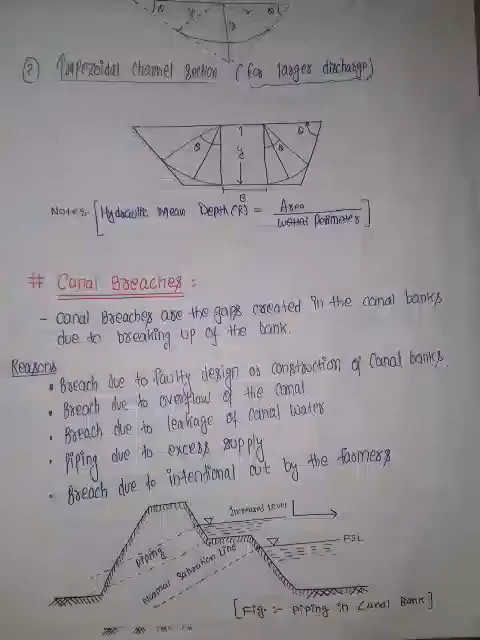 θ r r θ
y
② Trapezoidal Channel Section (for larger discharge)
θ θ θ
y
B
Note:- [Hydraulic Mean Depth (R) = Area / Wetted Perimeter]
# Canal Breaches :
- Canal Breaches are the gaps created in the canal banks
due to breaking up of the bank.
Reasons
• Breach due to faulty design or construction of Canal banks.
• Breach due to overflow of the canal
• Breach due to leakage of canal water
• Piping due to excess supply
• Breach due to intentional cut by the farmers
Increased Level
FSL
Piping
Normal Saturation Line
[Fig :- Piping in Canal Bank]